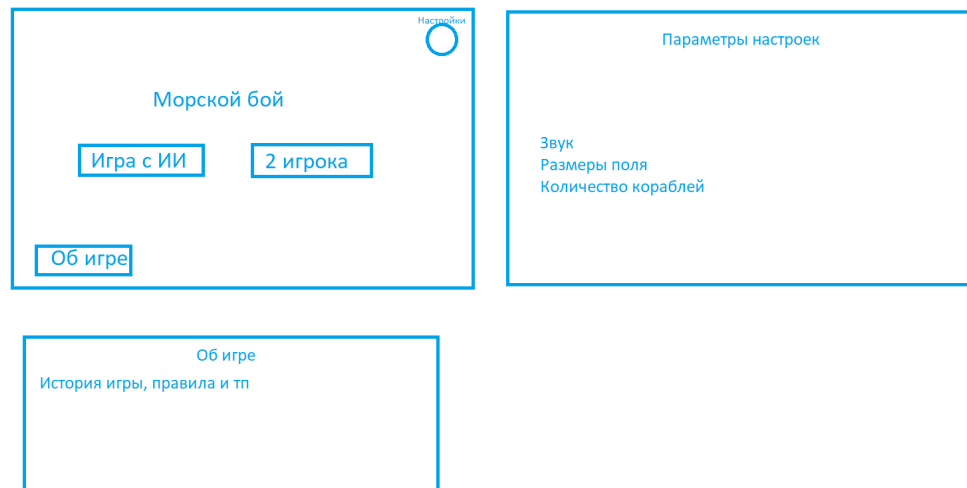 Настройки
Морской бой
Игра с ИИ
2 игрока
Об игре
Параметры настроек
Звук
Размеры поля
Количество кораблей
Об игре
История игры, правила и тп